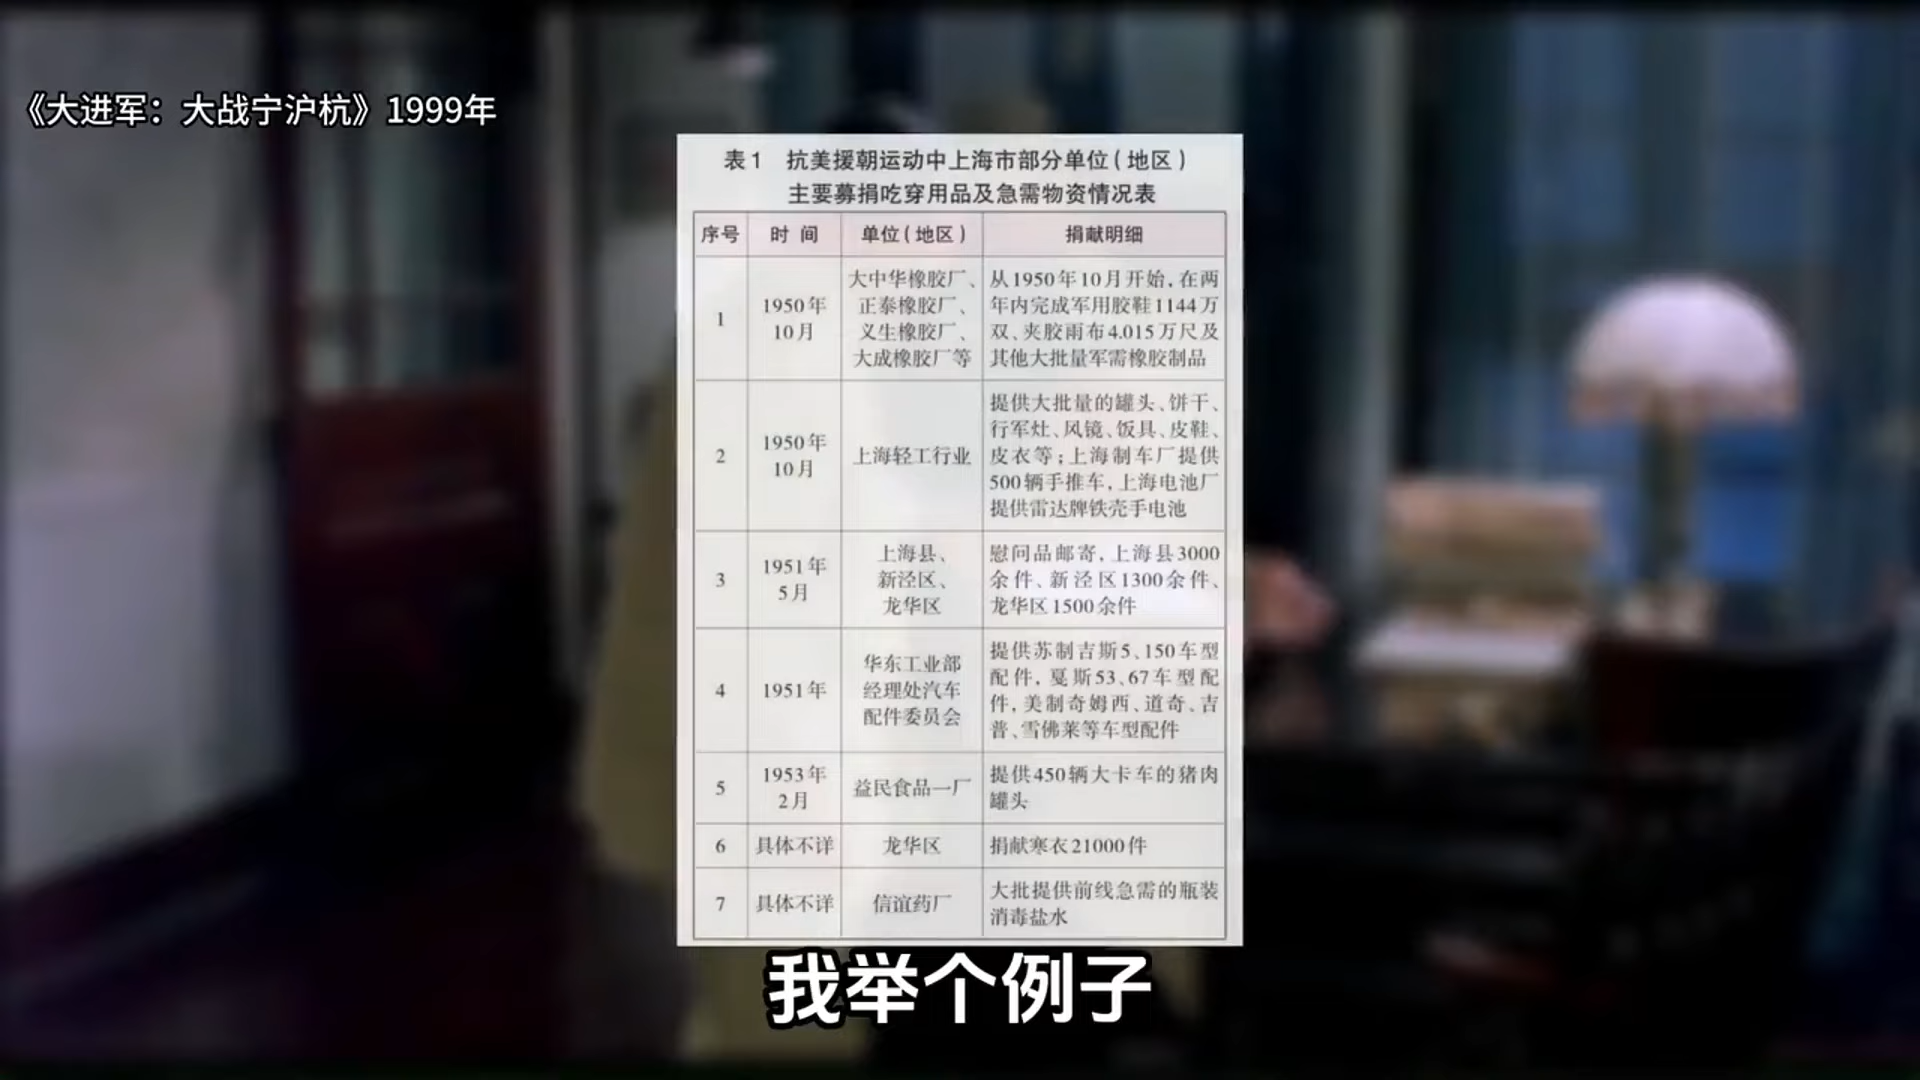 《大进军：大战宁沪杭》1999年
表1 抗美援朝运动中上海市部分单位(地区)
主要募捐吃穿用品及急需物资情况表
序号 时间 单位(地区) 捐献明细
1
1950年
10月
大中华橡胶厂、
正泰橡胶厂、
义生橡胶厂、
大成橡胶厂等
从1950年10月开始,在两
年内完成军用胶鞋1144万
双、夹胶雨布4.015万尺及
其他大批量军需橡胶制品
2
1950年
10月
上海轻工行业
提供大批量的罐头、饼干、
行军灶、风镜、饭具、皮鞋、
皮衣等;上海制车厂提供
500辆手推车,上海电池厂
提供雷达牌铁壳手电池
3
1951年
5月
上海县、
新泾区、
龙华区
慰问品邮寄,上海县3000
余件、新泾区1300余件、
龙华区1500余件
4
1951年
华东工业部
经理处汽车
配件委员会
提供苏制吉斯5、150车型
配件,戛斯53、67车型配
件,美制奇姆西、道奇、吉
普、雪佛莱等车型配件
5
1953年
2月
益民食品一厂
提供450辆大卡车的猪肉
罐头
6
具体不详
龙华区
捐献寒衣21000件
7
具体不详
信谊药厂
大批提供前线急需的瓶装
消毒盐水
我举个例子